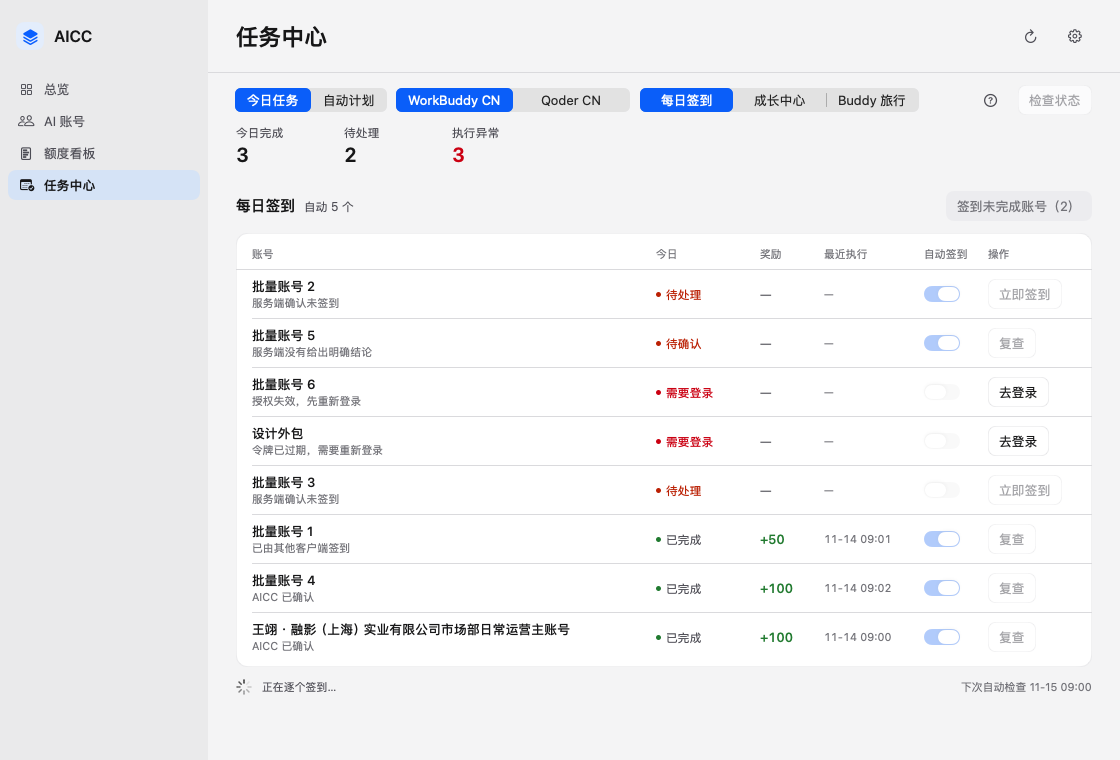 AICC
总览
AI 账号
额度看板
任务中心
任务中心
今日任务 自动计划 WorkBuddy CN Qoder CN 每日签到 成长中心 Buddy 旅行 检查状态
今日完成 待处理 执行异常
3 2 3
每日签到 自动 5 个 签到未完成账号（2）
账号 今日 奖励 最近执行 自动签到 操作
批量账号 2
服务端确认未签到
待处理 — — 立即签到
批量账号 5
服务端没有给出明确结论
待确认 — — 复查
批量账号 6
授权失效，先重新登录
需要登录 — — 去登录
设计外包
令牌已过期，需要重新登录
需要登录 — — 去登录
批量账号 3
服务端确认未签到
待处理 — — 立即签到
批量账号 1
已由其他客户端签到
已完成 +50 11-14 09:01 复查
批量账号 4
AICC 已确认
已完成 +100 11-14 09:02 复查
王翊 · 融影（上海）实业有限公司市场部日常运营主账号
AICC 已确认
已完成 +100 11-14 09:00 复查
正在逐个签到... 下次自动检查 11-15 09:00